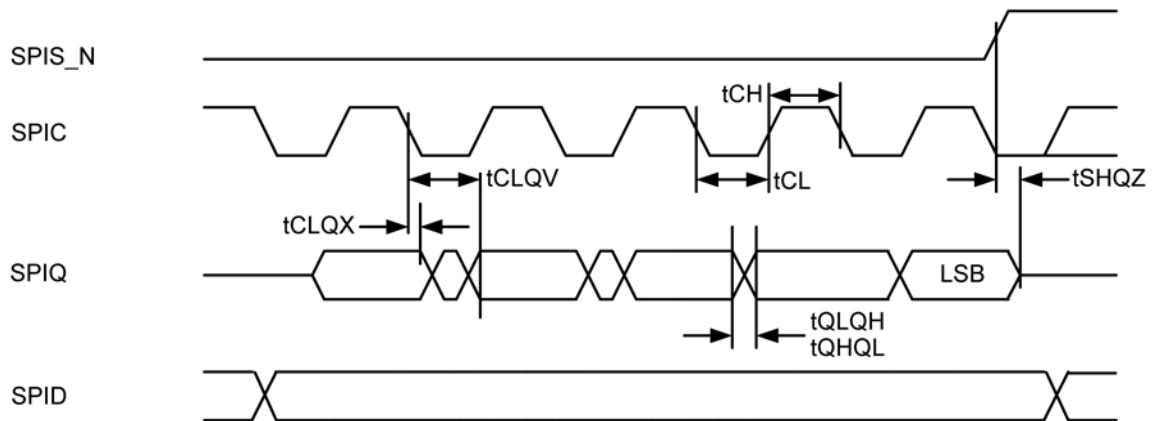 SPIS_N
tCH
SPIC
tCLQV
tCL
tSHQZ
tCLQX
SPIQ
LSB
tQLQH
tQHQL
SPID